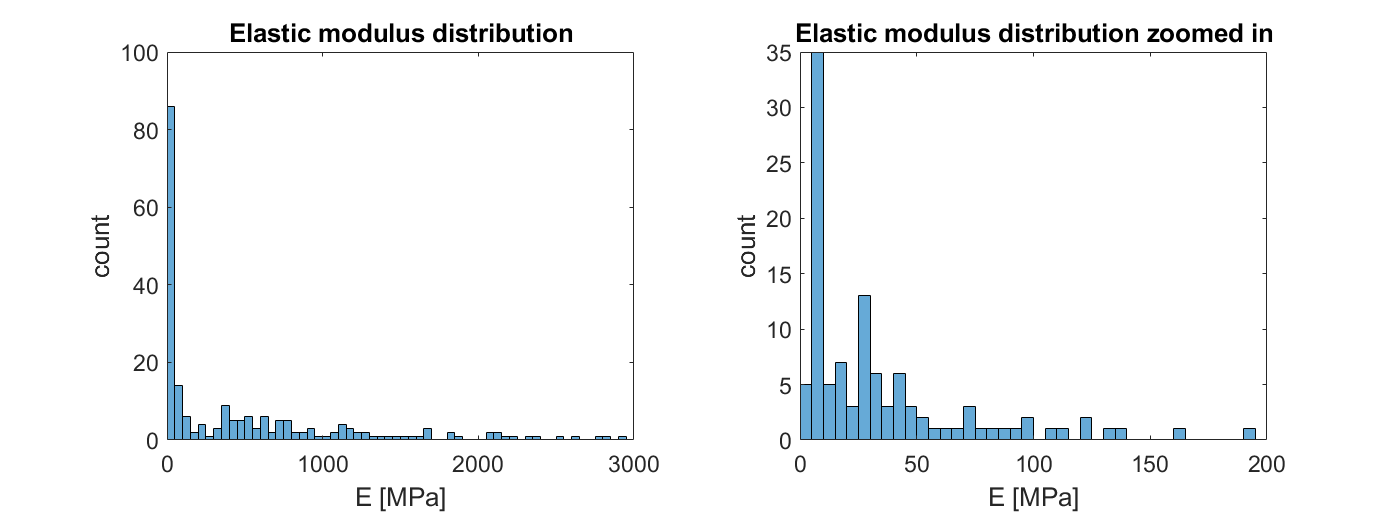 Elastic modulus distribution
100
80
60
40
20
0
count
0 1000 2000 3000
E [MPa]
Elastic modulus distribution zoomed in
35
30
25
20
15
10
5
0
count
0 50 100 150 200
E [MPa]